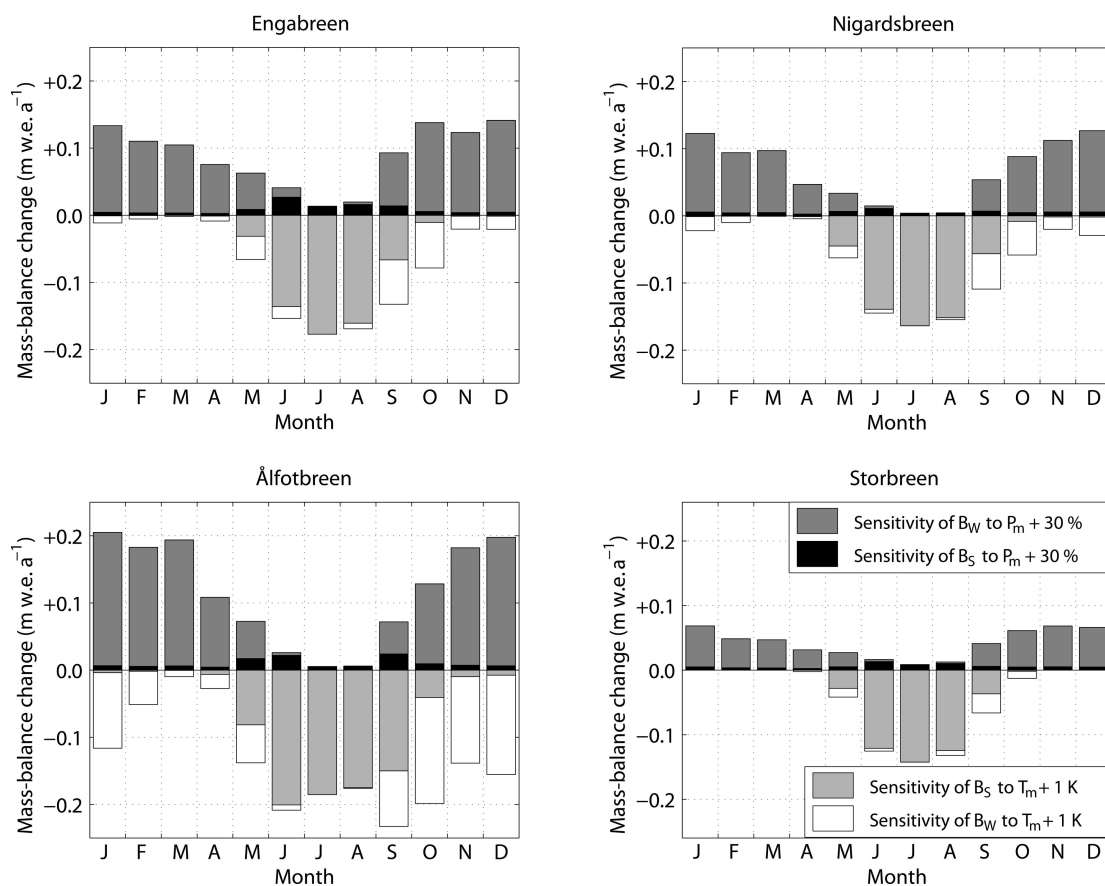 Engabreen
Mass-balance change (m w.e. a⁻¹)
+0.2
+0.1
0.0
−0.1
−0.2
J F M A M J J A S O N D
Month
Nigardsbreen
Mass-balance change (m w.e. a⁻¹)
+0.2
+0.1
0.0
−0.1
−0.2
J F M A M J J A S O N D
Month
Ålfotbreen
Mass-balance change (m w.e. a⁻¹)
+0.2
+0.1
0.0
−0.1
−0.2
J F M A M J J A S O N D
Month
Storbreen
Mass-balance change (m w.e. a⁻¹)
+0.2
+0.1
0.0
−0.1
−0.2
Sensitivity of B_W to P_m + 30 %
Sensitivity of B_S to P_m + 30 %
Sensitivity of B_S to T_m + 1 K
Sensitivity of B_W to T_m + 1 K
J F M A M J J A S O N D
Month